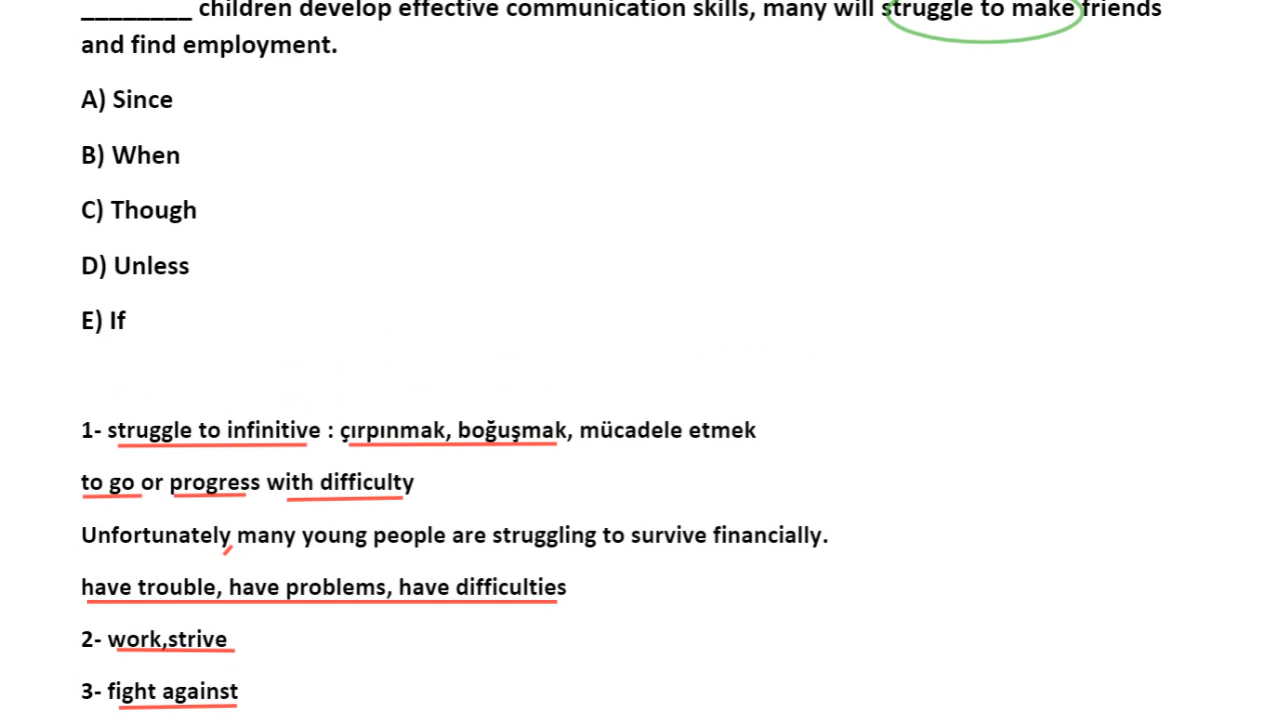 ________ children develop effective communication skills, many will struggle to make friends
and find employment.
A) Since
B) When
C) Though
D) Unless
E) If
1- struggle to infinitive : çırpınmak, boğuşmak, mücadele etmek
to go or progress with difficulty
Unfortunately, many young people are struggling to survive financially.
have trouble, have problems, have difficulties
2- work,strive
3- fight against